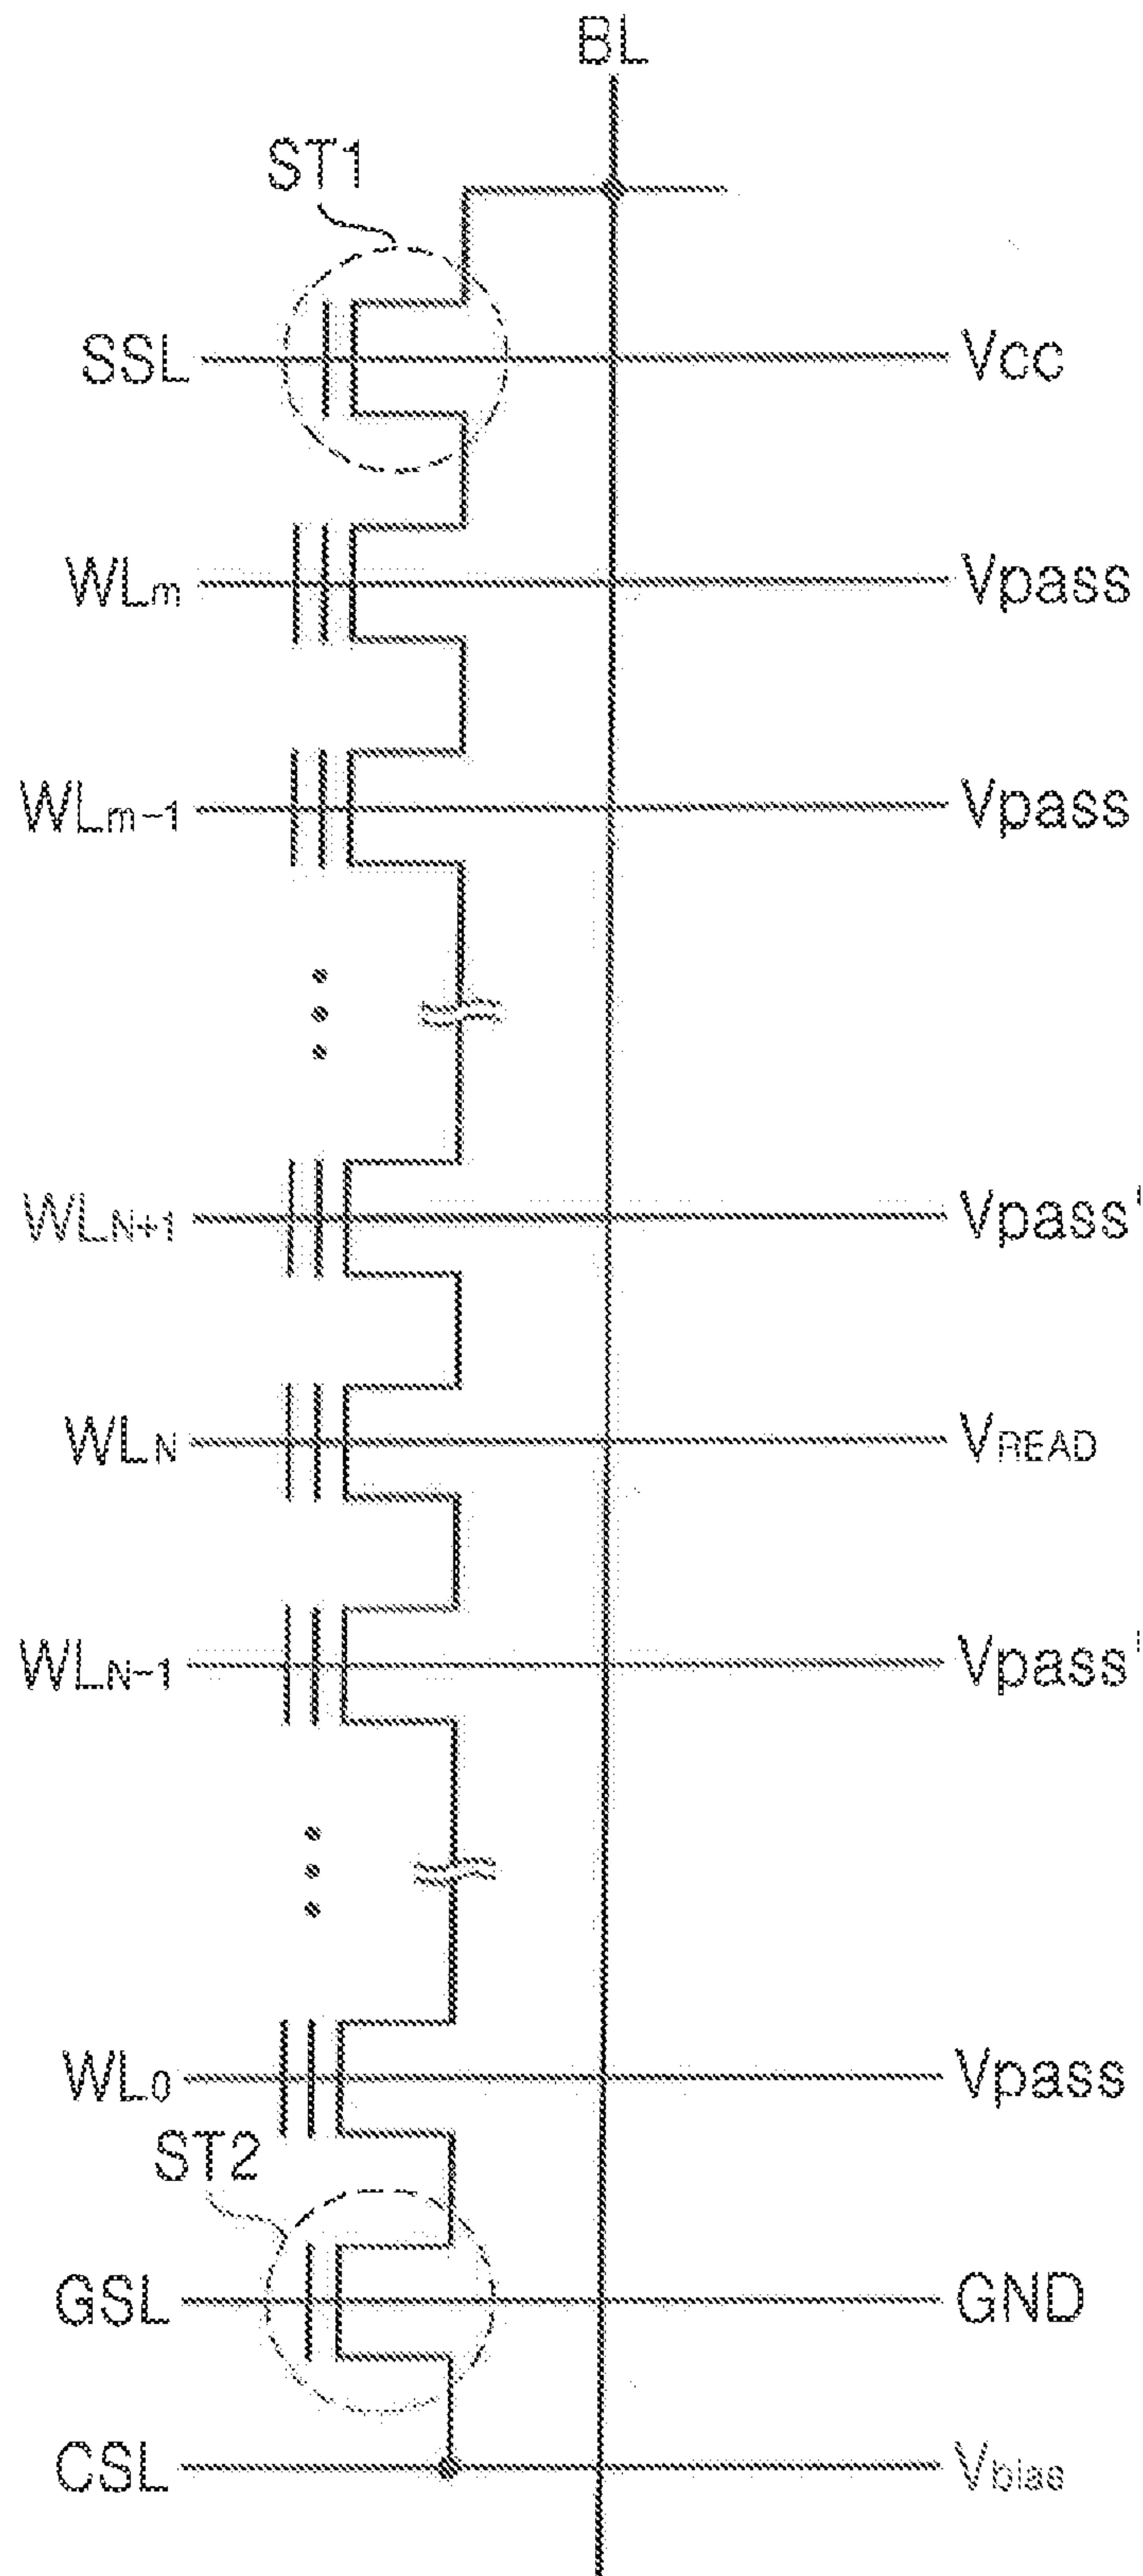 BL
ST1
SSL Vcc
WLm Vpass
WLm-1 Vpass
WLN+1 Vpass'
WLN VREAD
WLN-1 Vpass'
WL0 Vpass
ST2
GSL GND
CSL Vbias